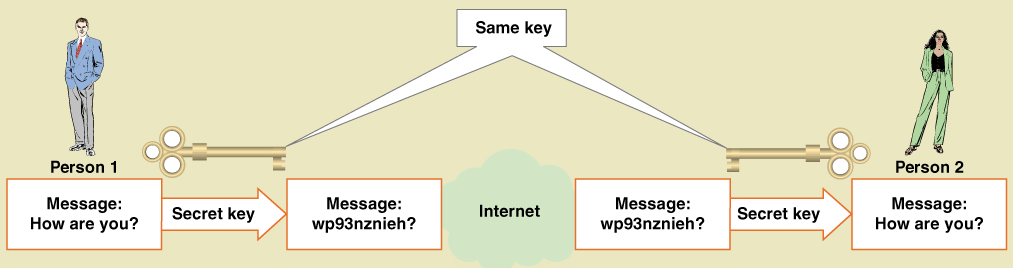 Same key
Person 1
Person 2
Message:
How are you?
Secret key
Message:
wp93nznieh?
Internet
Message:
wp93nznieh?
Secret key
Message:
How are you?